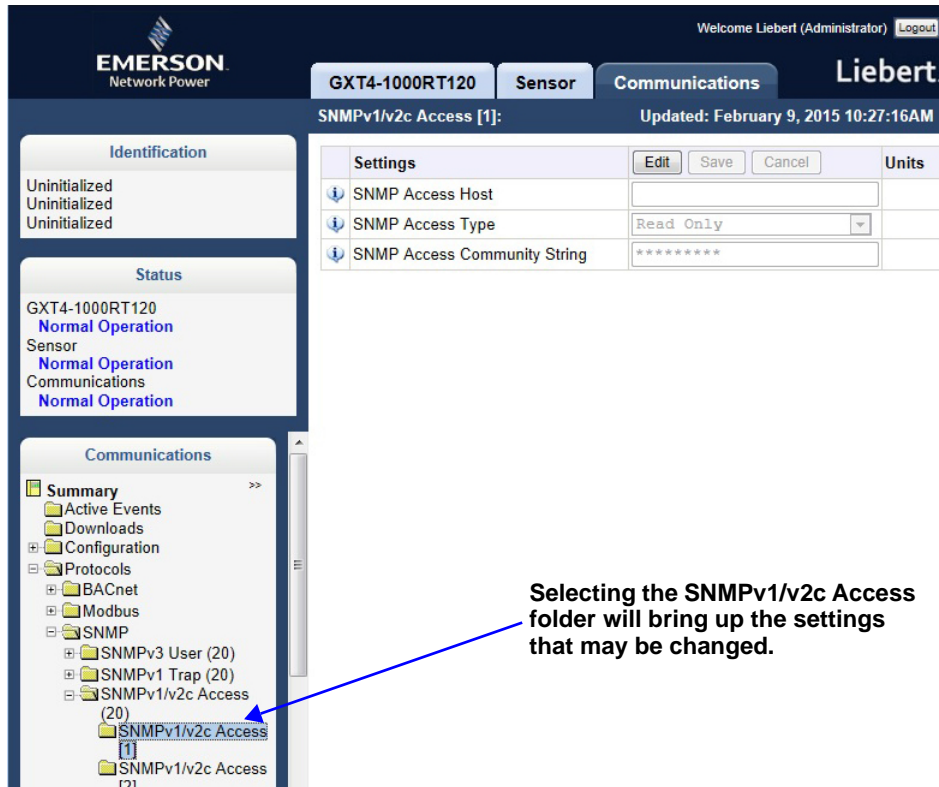 Welcome Liebert (Administrator) Logout
EMERSON
Network Power
GXT4-1000RT120 Sensor Communications Liebert
SNMPv1/v2c Access [1]: Updated: February 9, 2015 10:27:16AM
Identification
Uninitialized
Uninitialized
Uninitialized
Settings Edit Save Cancel Units
SNMP Access Host
SNMP Access Type Read Only
SNMP Access Community String *********
Status
GXT4-1000RT120
Normal Operation
Sensor
Normal Operation
Communications
Normal Operation
Communications
Summary >>
Active Events
Downloads
Configuration
Protocols
BACnet
Modbus
SNMP
SNMPv3 User (20)
SNMPv1 Trap (20)
SNMPv1/v2c Access
(20)
SNMPv1/v2c Access
[1]
SNMPv1/v2c Access
[2]
Selecting the SNMPv1/v2c Access
folder will bring up the settings
that may be changed.